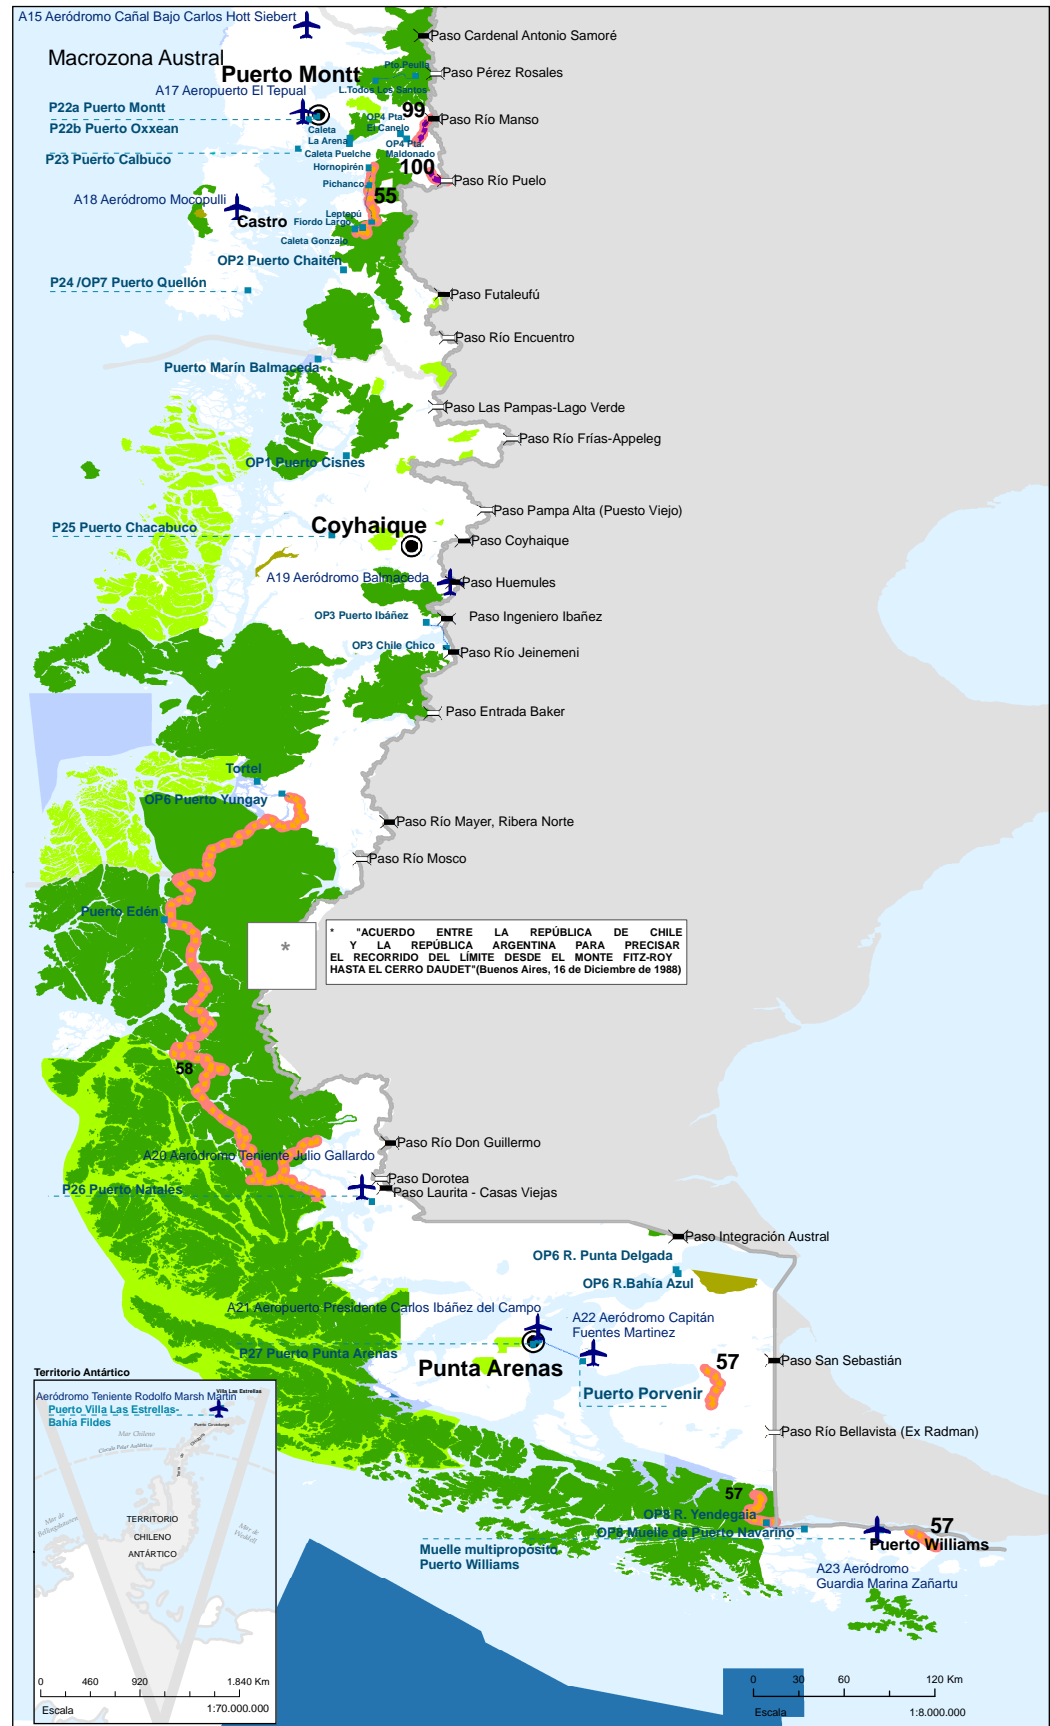 A15 Aeródromo Cañal Bajo Carlos Hott Siebert
Paso Cardenal Antonio Samoré
Macrozona Austral
Puerto Montt
Pto.Peulla
Paso Pérez Rosales
L.Todos Los Santos
A17 Aeropuerto El Tepual
P22a Puerto Montt
99
OP4 Pta.
El Canelo
Paso Río Manso
P22b Puerto Oxxean
Caleta
La Arena
OP4 Pta.
Maldonado
P23 Puerto Calbuco
Caleta Puelche
Hornopirén
100
Paso Río Puelo
Pichanco
55
A18 Aeródromo Mocopulli
Castro
Leptepú
Fiordo Largo
Caleta Gonzalo
OP2 Puerto Chaitén
P24 /OP7 Puerto Quellón
Paso Futaleufú
Paso Río Encuentro
Puerto Marín Balmaceda
Paso Las Pampas-Lago Verde
Paso Río Frías-Appeleg
OP1 Puerto Cisnes
Paso Pampa Alta (Puesto Viejo)
P25 Puerto Chacabuco
Coyhaique
Paso Coyhaique
A19 Aeródromo Balmaceda
Paso Huemules
OP3 Puerto Ibáñez
Paso Ingeniero Ibañez
OP3 Chile Chico
Paso Río Jeinemeni
Paso Entrada Baker
Tortel
OP6 Puerto Yungay
Paso Río Mayer, Ribera Norte
Paso Río Mosco
Puerto Edén
*
* "ACUERDO ENTRE LA REPÚBLICA DE CHILE
Y LA REPÚBLICA ARGENTINA PARA PRECISAR
EL RECORRIDO DEL LÍMITE DESDE EL MONTE FITZ-ROY
HASTA EL CERRO DAUDET"(Buenos Aires, 16 de Diciembre de 1988)
58
Paso Río Don Guillermo
A20 Aeródromo Teniente Julio Gallardo
Paso Dorotea
P26 Puerto Natales
Paso Laurita - Casas Viejas
Paso Integración Austral
OP6 R. Punta Delgada
OP6 R.Bahía Azul
A21 Aeropuerto Presidente Carlos Ibáñez del Campo
A22 Aeródromo Capitán
Fuentes Martinez
P27 Puerto Punta Arenas
Punta Arenas
57
Paso San Sebastián
Puerto Porvenir
Paso Río Bellavista (Ex Radman)
57
OP8 R. Yendegaia
OP8 Muelle de Puerto Navarino
57
Puerto Williams
Muelle multipropósito
Puerto Williams
A23 Aeródromo
Guardia Marina Zañartu
Territorio Antártico
Villa Las Estrellas
Aeródromo Teniente Rodolfo Marsh Martin
Puerto Villa Las Estrellas-
Bahía Fildes
Mar Chileno
Círculo Polar Antártico
Mar de
Bellingshausen
Mar de
Weddell
TERRITORIO
CHILENO
ANTÁRTICO
0 460 920 1.840 Km
Escala 1:70.000.000
0 30 60 120 Km
Escala 1:8.000.000